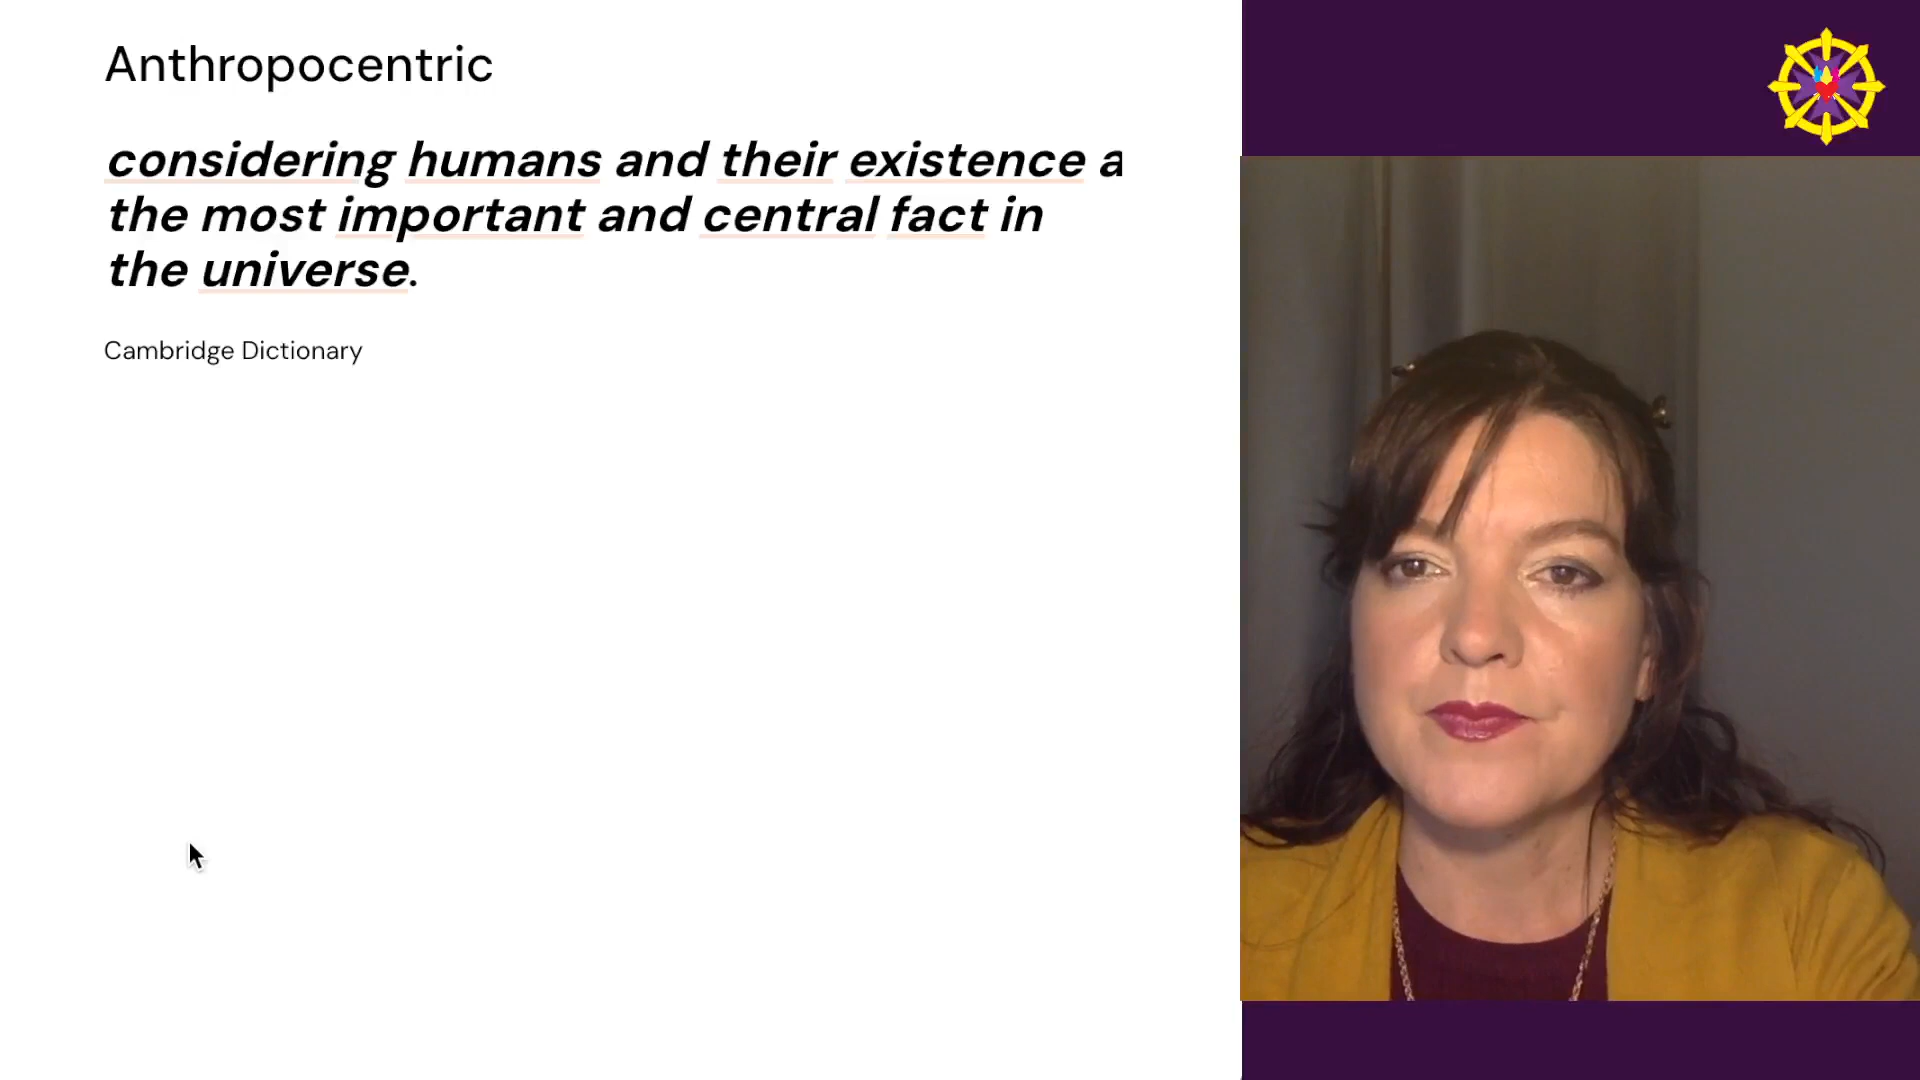 Anthropocentric
considering humans and their existence a
the most important and central fact in
the universe.
Cambridge Dictionary